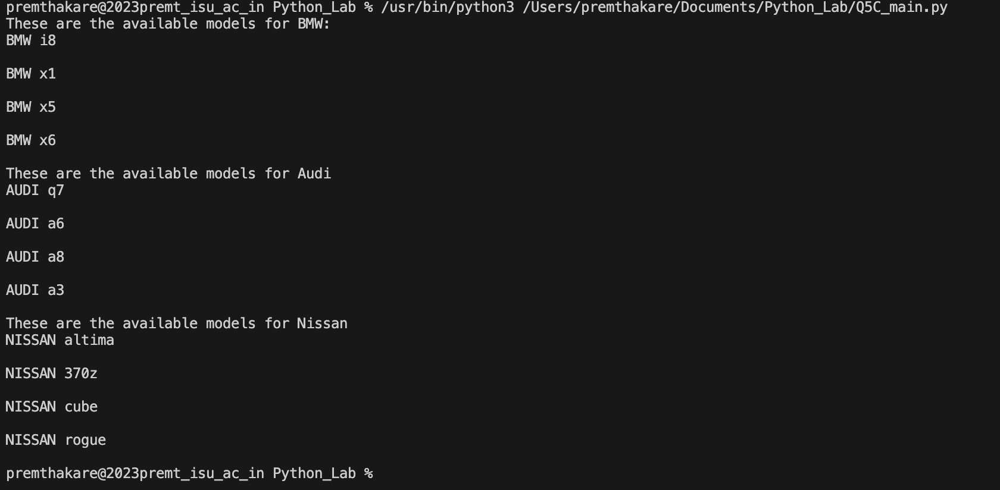 premthakare@2023premt_isu_ac_in Python_Lab % /usr/bin/python3 /Users/premthakare/Documents/Python_Lab/Q5C_main.py
These are the available models for BMW:
BMW i8
BMW x1
BMW x5
BMW x6
These are the available models for Audi
AUDI q7
AUDI a6
AUDI a8
AUDI a3
These are the available models for Nissan
NISSAN altima
NISSAN 370z
NISSAN cube
NISSAN rogue
premthakare@2023premt_isu_ac_in Python_Lab %